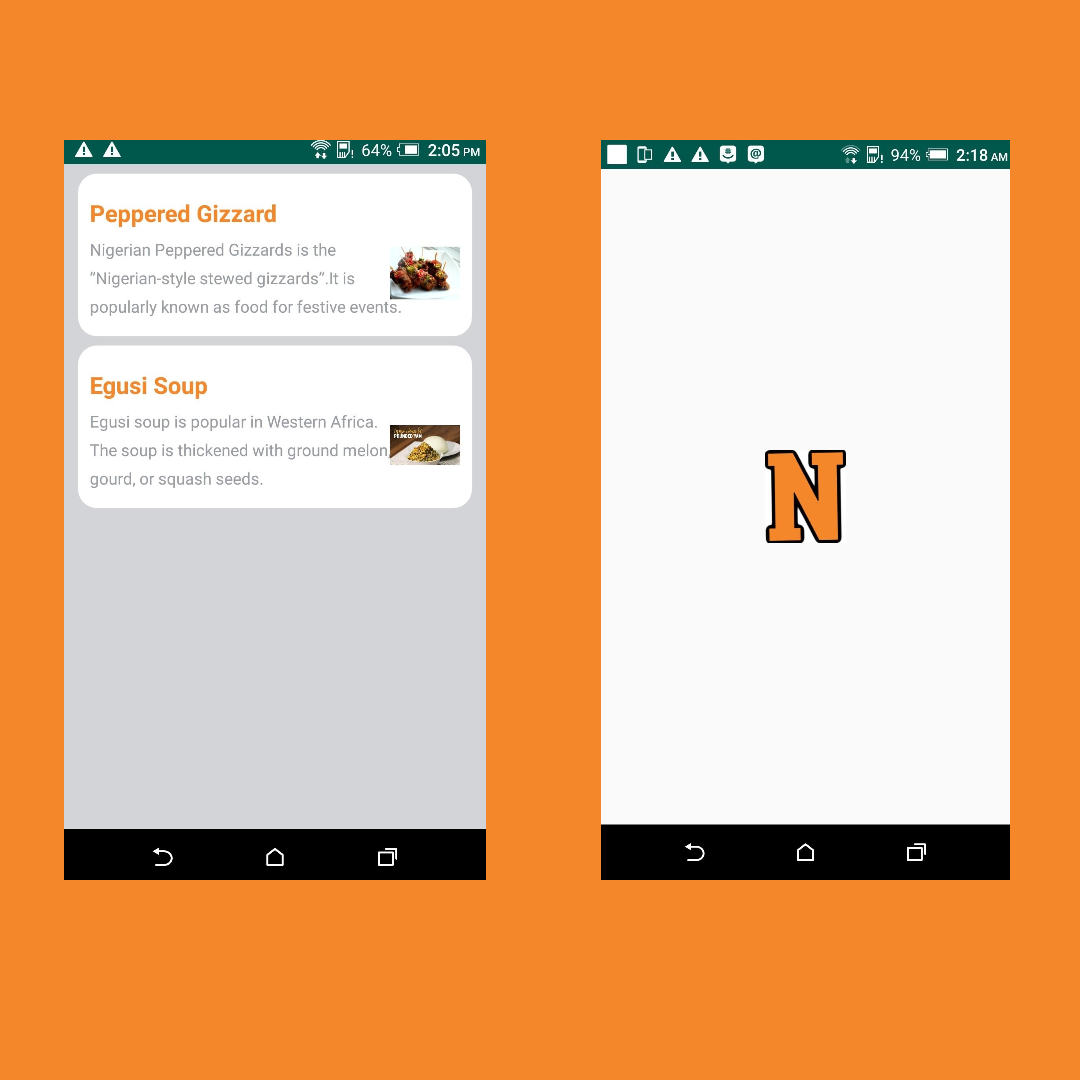 64% 2:05 PM
Peppered Gizzard
Nigerian Peppered Gizzards is the
“Nigerian-style stewed gizzards”.It is
popularly known as food for festive events.
Egusi Soup
Egusi soup is popular in Western Africa.
The soup is thickened with ground melon,
gourd, or squash seeds.
POUNDED YAM
94% 2:18 AM
N